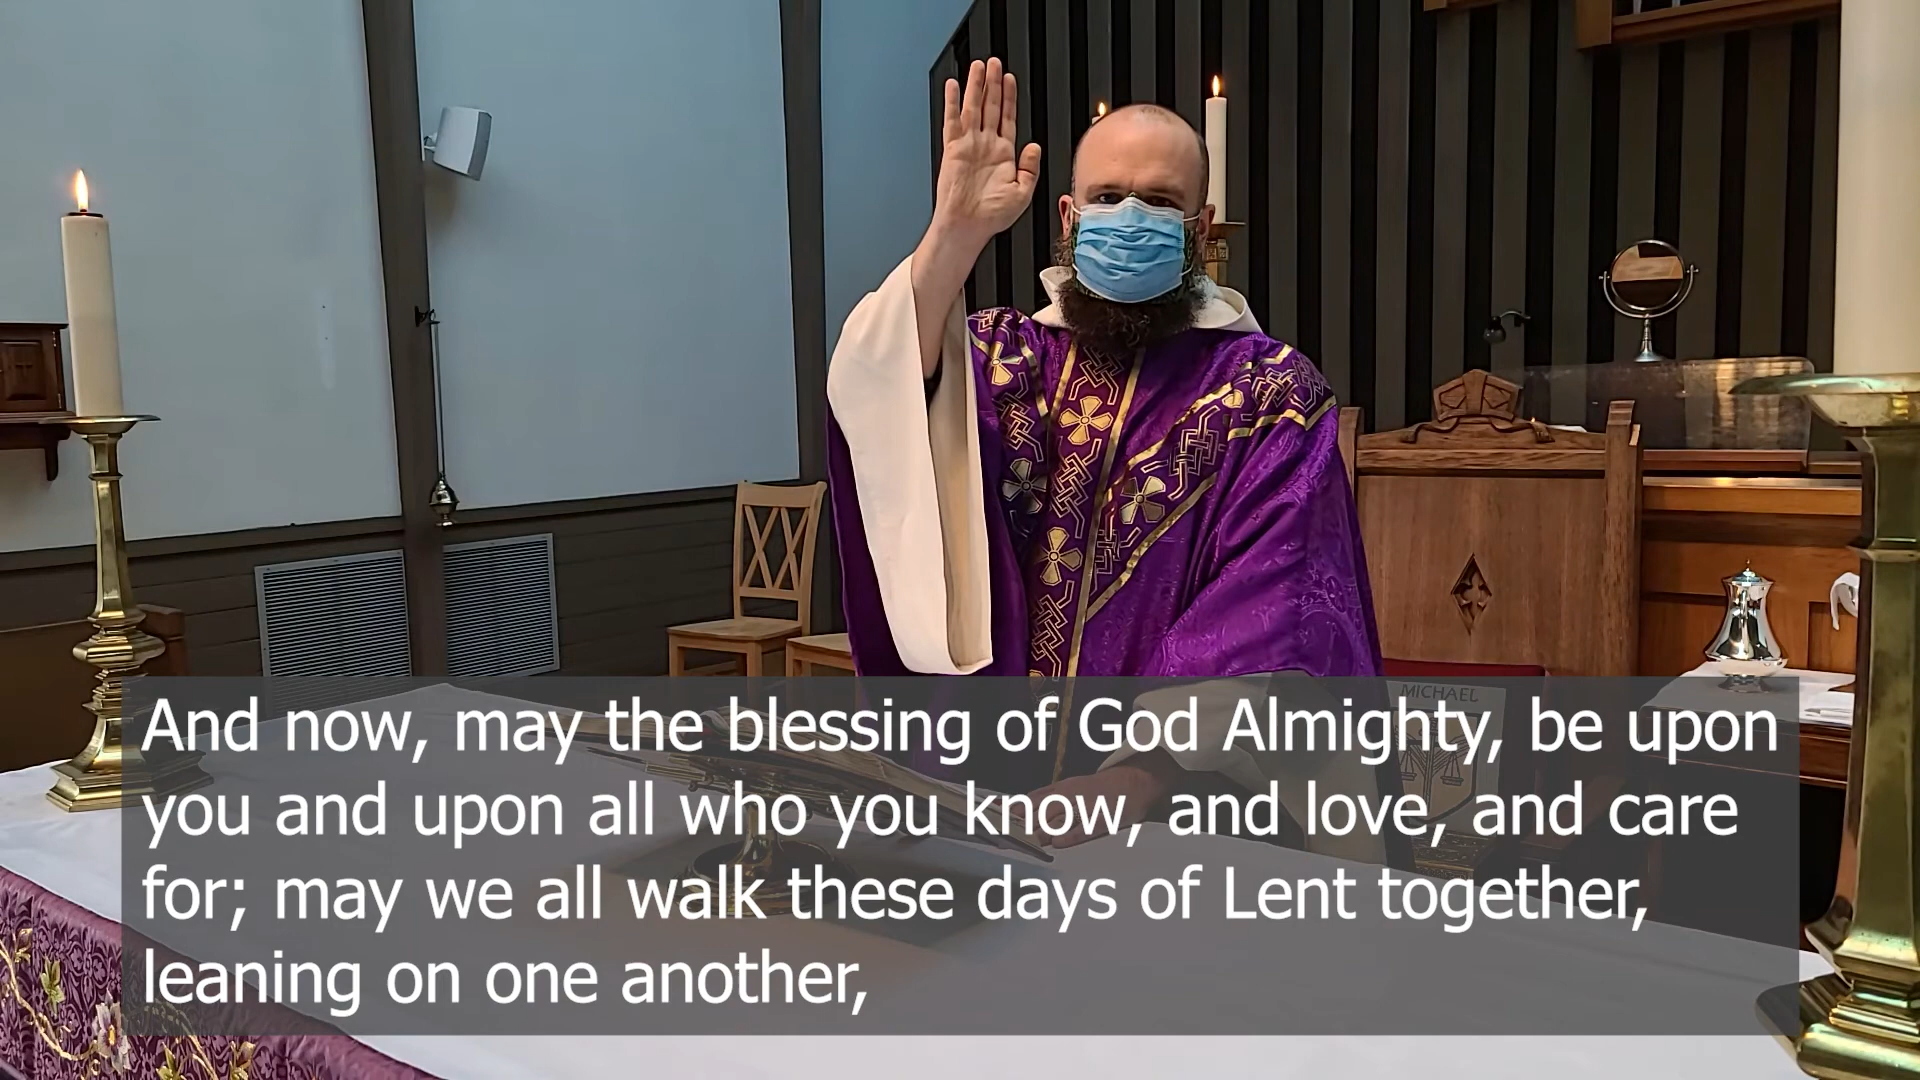 MICHAEL
And now, may the blessing of God Almighty, be upon
you and upon all who you know, and love, and care
for; may we all walk these days of Lent together,
leaning on one another,